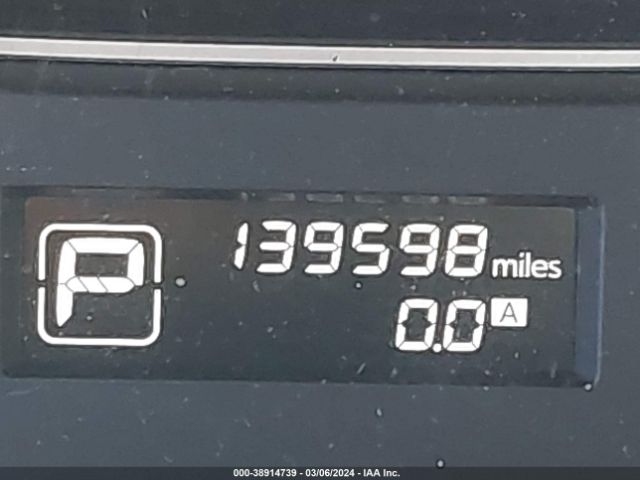 P
139598 miles
0.0 A
000-38914739 - 03/06/2024 - IAA Inc.